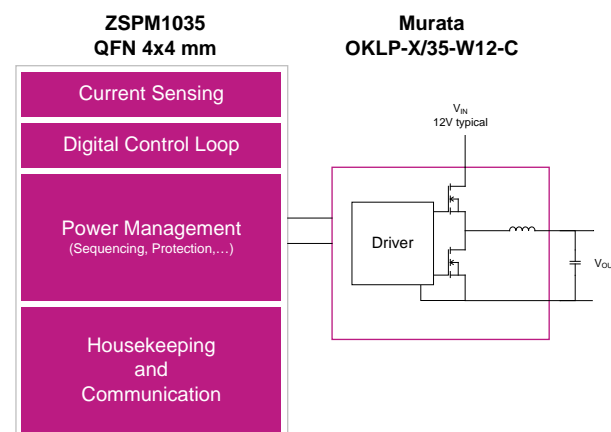 ZSPM1035
QFN 4x4 mm
Current Sensing
Digital Control Loop
Power Management
(Sequencing, Protection,…)
Housekeeping
and
Communication
Murata
OKLP-X/35-W12-C
VIN
12V typical
Driver
VOU